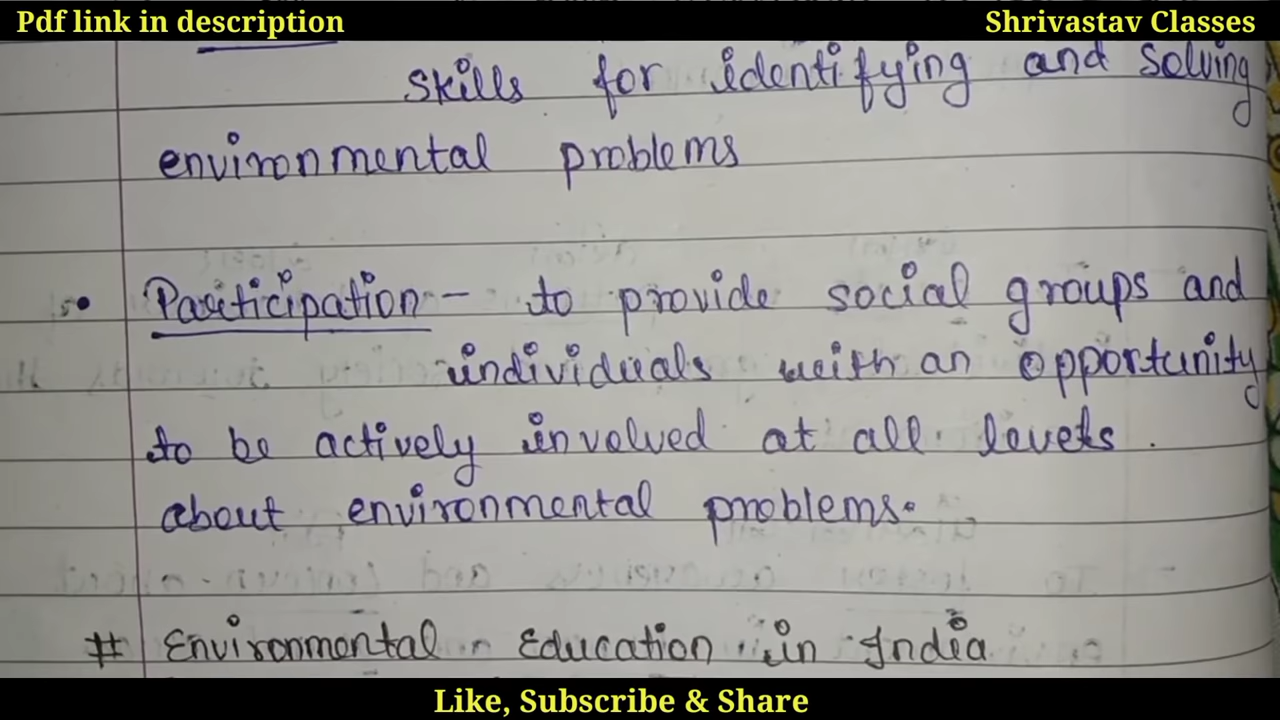 Pdf link in description
Shrivastav Classes
skills for identifying and solving
environmental problems
• Participation - to provide social groups and
individuals with an opportunity
to be actively involved at all levels.
about environmental problems.
# Environmental Education in India
Like, Subscribe & Share